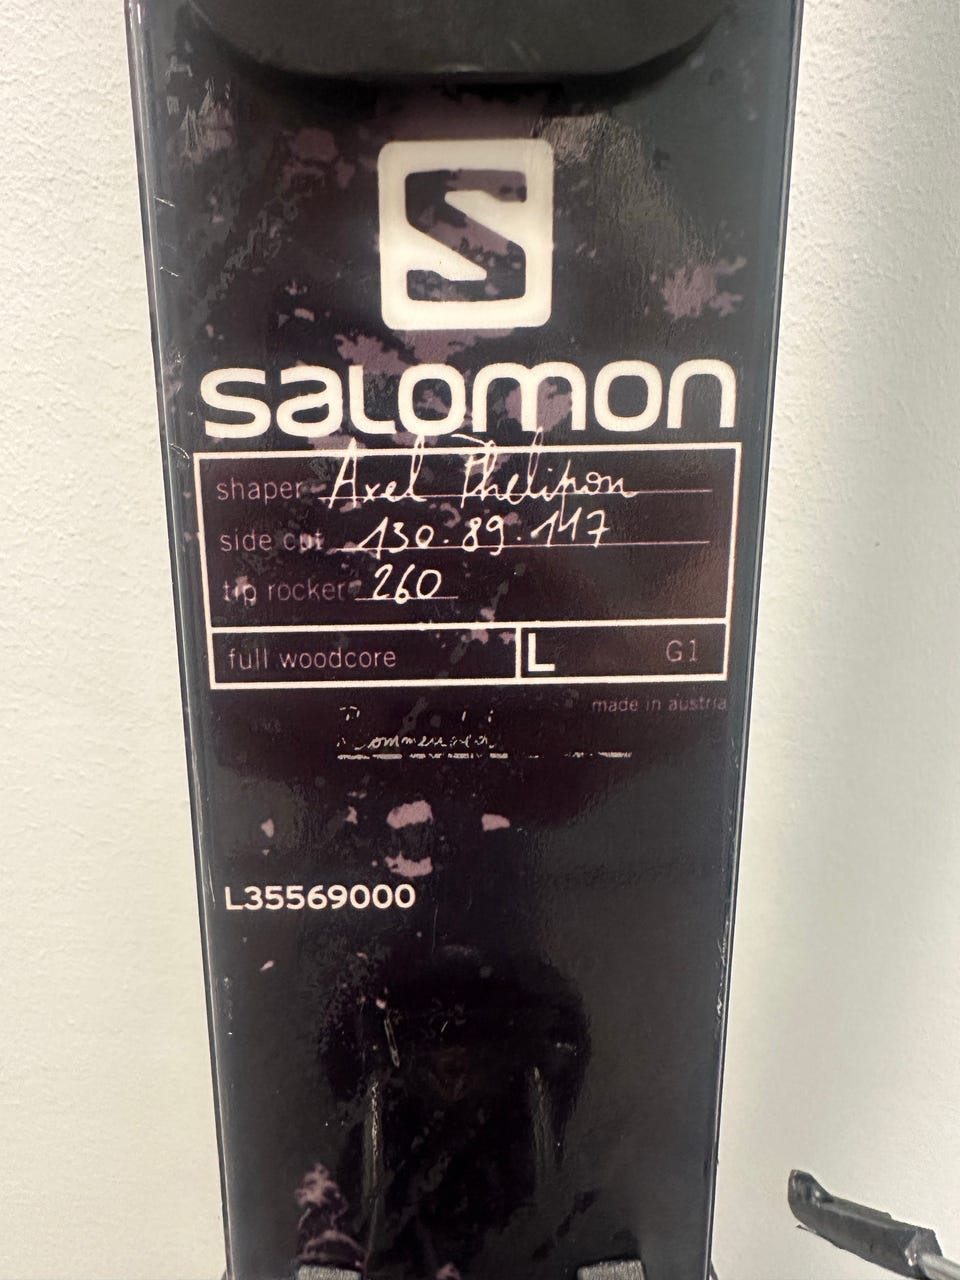 S
salomon
shaper Axel Phelipon
side cut 130.89.117
tip rocker 260
full woodcore L G1
made in austria
L35569000